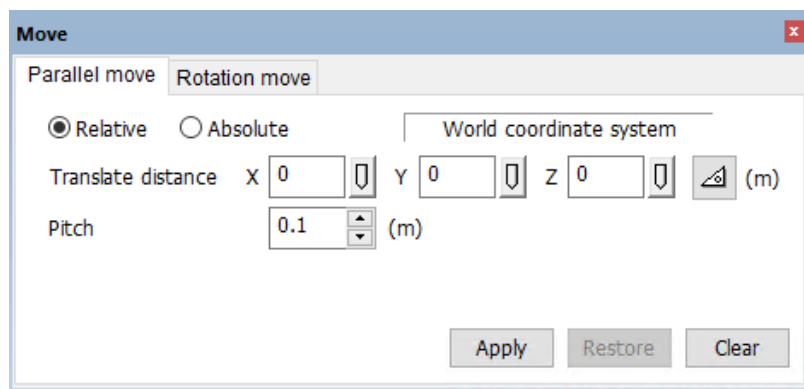 Move
Parallel move Rotation move
Relative Absolute World coordinate system
Translate distance X 0 Y 0 Z 0 (m)
Pitch 0.1 (m)
Apply Restore Clear